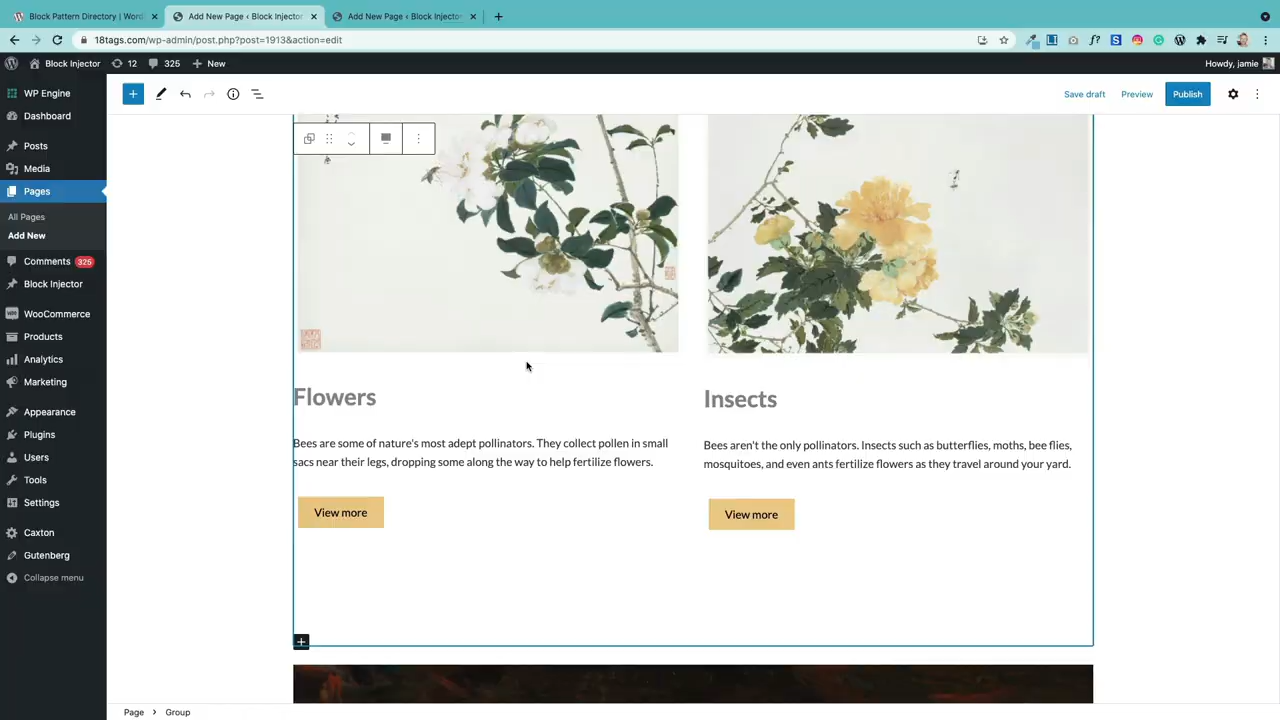 Block Pattern Directory | Word
Add New Page ‹ Block Injector
Add New Page ‹ Block Injector
18tags.com/wp-admin/post.php?post=1913&action=edit
Block Injector
12
325
New
Howdy, jamie
WP Engine
Dashboard
Posts
Media
Pages
All Pages
Add New
Comments 325
Block Injector
WooCommerce
Products
Analytics
Marketing
Appearance
Plugins
Users
Tools
Settings
Caxton
Gutenberg
Collapse menu
Save draft
Preview
Publish
Flowers
Bees are some of nature's most adept pollinators. They collect pollen in small
sacs near their legs, dropping some along the way to help fertilize flowers.
View more
Insects
Bees aren't the only pollinators. Insects such as butterflies, moths, bee flies,
mosquitoes, and even ants fertilize flowers as they travel around your yard.
View more
Page
Group